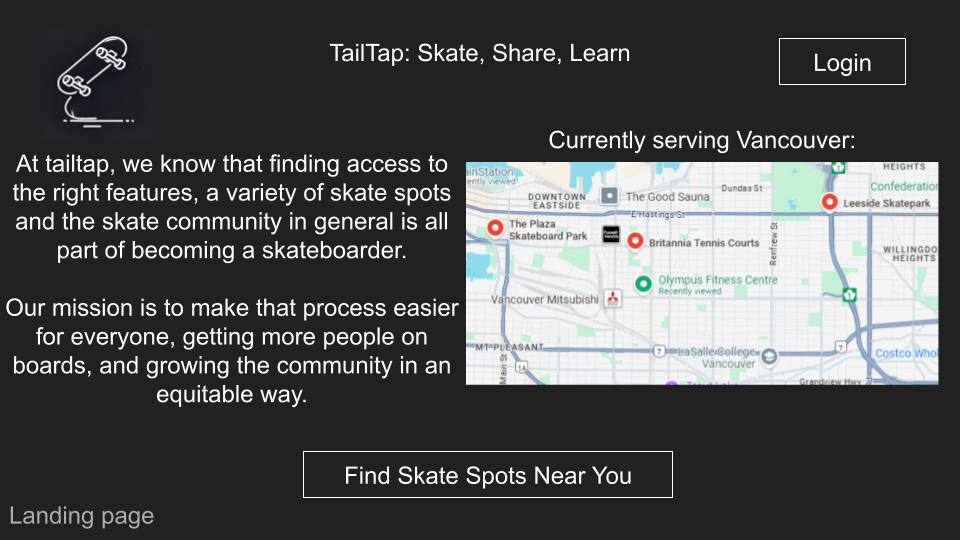 TailTap: Skate, Share, Learn
Login
At tailtap, we know that finding access to
the right features, a variety of skate spots
and the skate community in general is all
part of becoming a skateboarder.
Our mission is to make that process easier
for everyone, getting more people on
boards, and growing the community in an
equitable way.
Currently serving Vancouver:
ainStation
ently viewed
DOWNTOWN
EASTSIDE
The Good Sauna
Dundas St
HEIGHTS
1
Confederation
E Hastings St
Leeside Skatepark
The Plaza
Skateboard Park
Britannia Tennis Courts
Renfrew St
WILLINGDO
HEIGHTS
Olympus Fitness Centre
Recently viewed
Vancouver Mitsubishi
1
MT PLEASANT
7
LaSalle College
Vancouver
7
Costco Whol
Main St
1A
Grandview Hwy
Find Skate Spots Near You
Landing page